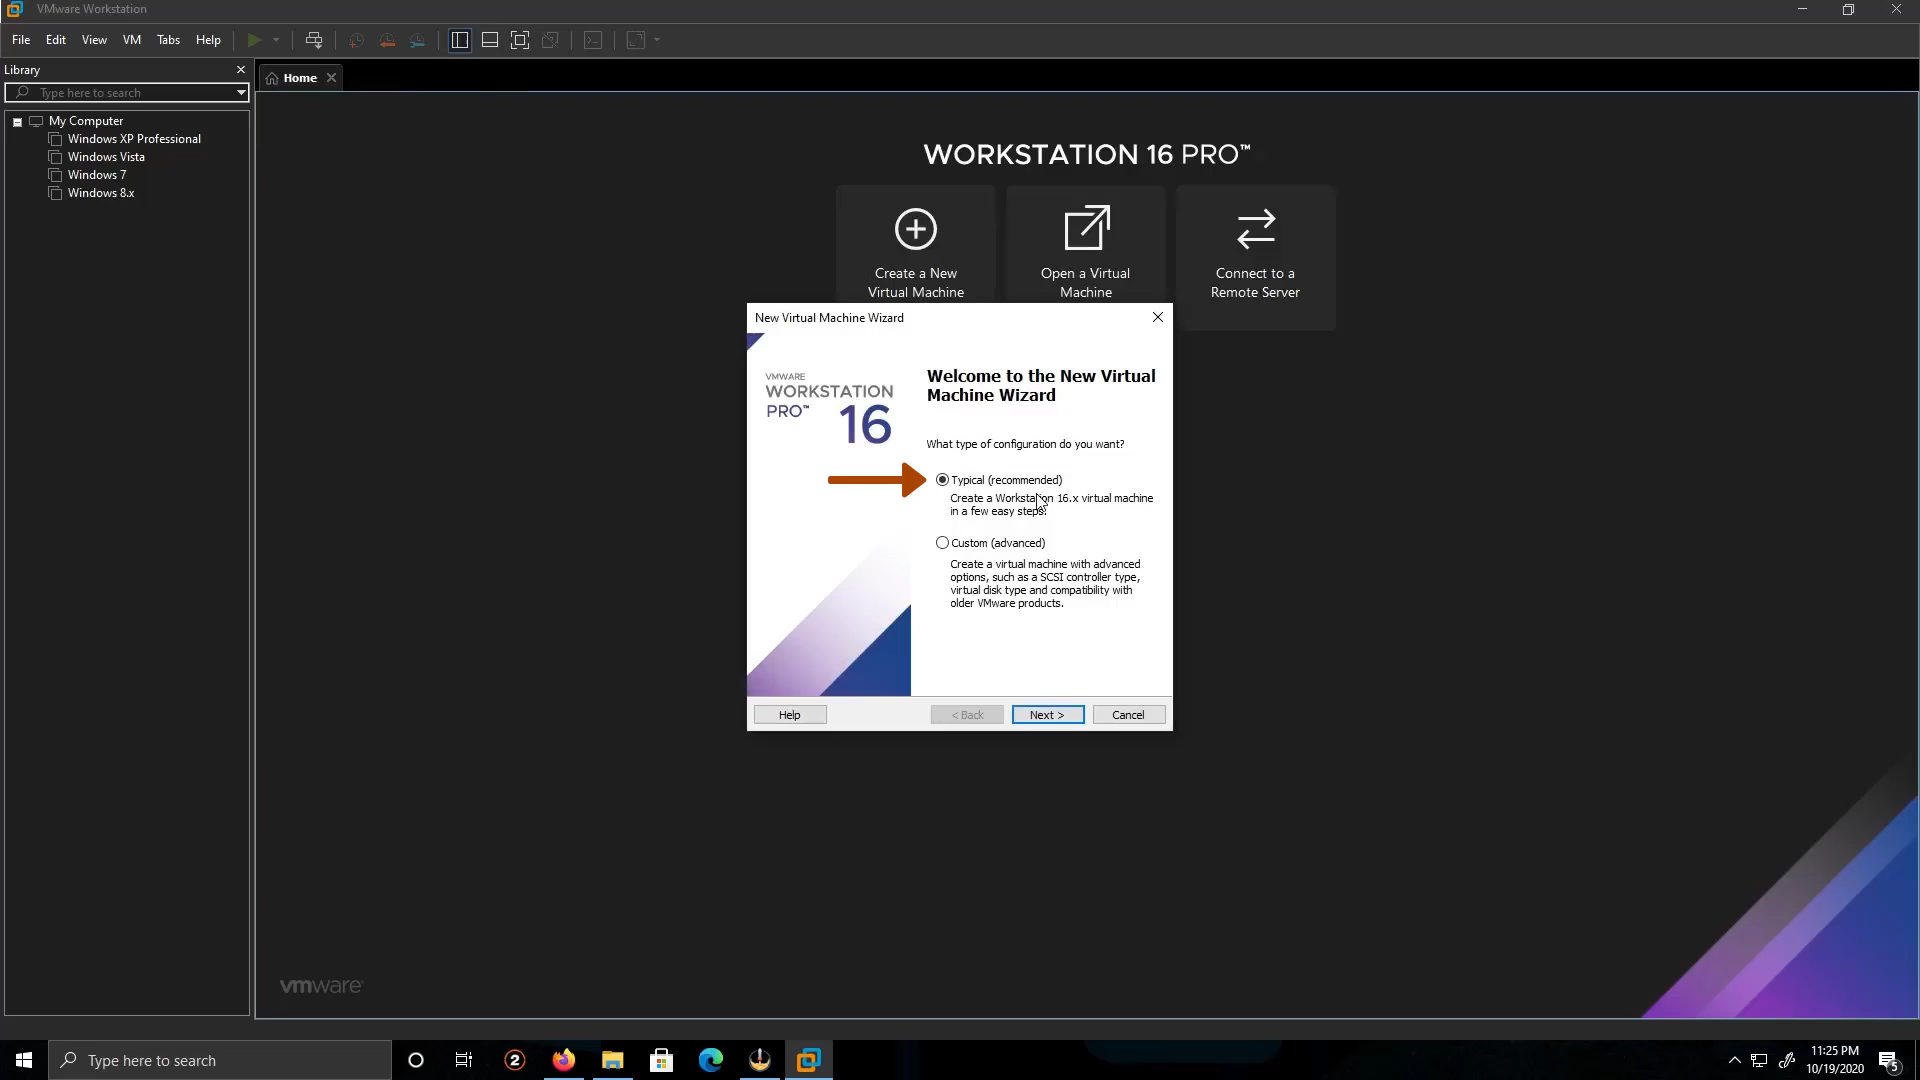 VMware Workstation
File Edit View VM Tabs Help
Library
Type here to search
Home
My Computer
Windows XP Professional
Windows Vista
Windows 7
Windows 8.x
WORKSTATION 16 PRO™
Create a New
Virtual Machine
Open a Virtual
Machine
Connect to a
Remote Server
New Virtual Machine Wizard
VMWARE
WORKSTATION
PRO™ 16
Welcome to the New Virtual
Machine Wizard
What type of configuration do you want?
Typical (recommended)
Create a Workstation 16.x virtual machine
in a few easy steps.
Custom (advanced)
Create a virtual machine with advanced
options, such as a SCSI controller type,
virtual disk type and compatibility with
older VMware products.
Help < Back Next > Cancel
vmware
Type here to search
2
11:25 PM
10/19/2020
5